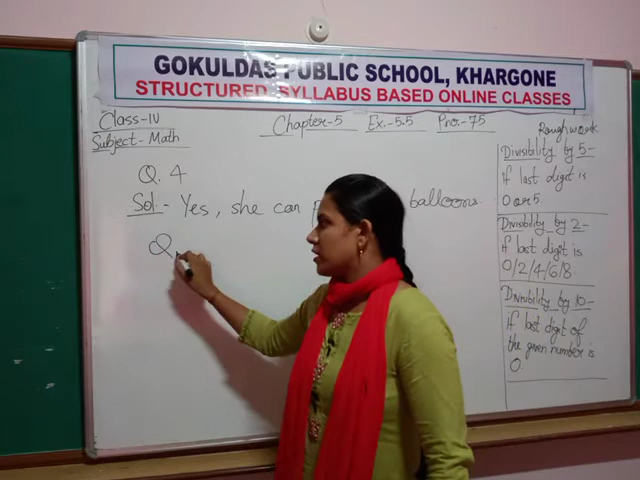 GOKULDAS PUBLIC SCHOOL, KHARGONE
STRUCTURED SYLLABUS BASED ONLINE CLASSES
Class-IV
Chapter-5 Ex.-5.5 Pno.-75
Subject-Math
Q. 4
Sol.- Yes, she can balloons.
Q.
Roughwork
Divisibility by 5-
if last digit is
0 or 5
Divisibility by 2-
if last digit is
0/2/4/6/8
Divisibility by 10-
if last digit of
the given number is
0.